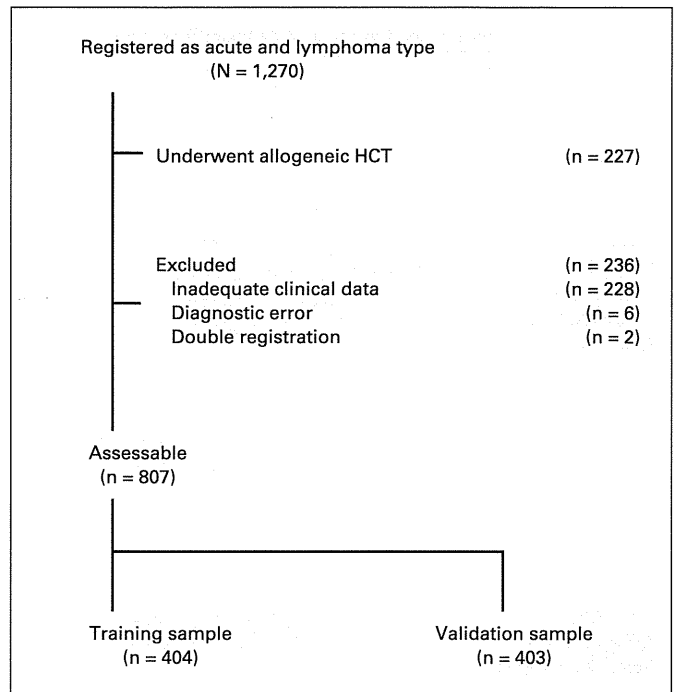 Registered as acute and lymphoma type
(N = 1,270)
Underwent allogeneic HCT (n = 227)
Excluded (n = 236)
Inadequate clinical data (n = 228)
Diagnostic error (n = 6)
Double registration (n = 2)
Assessable
(n = 807)
Training sample
(n = 404)
Validation sample
(n = 403)